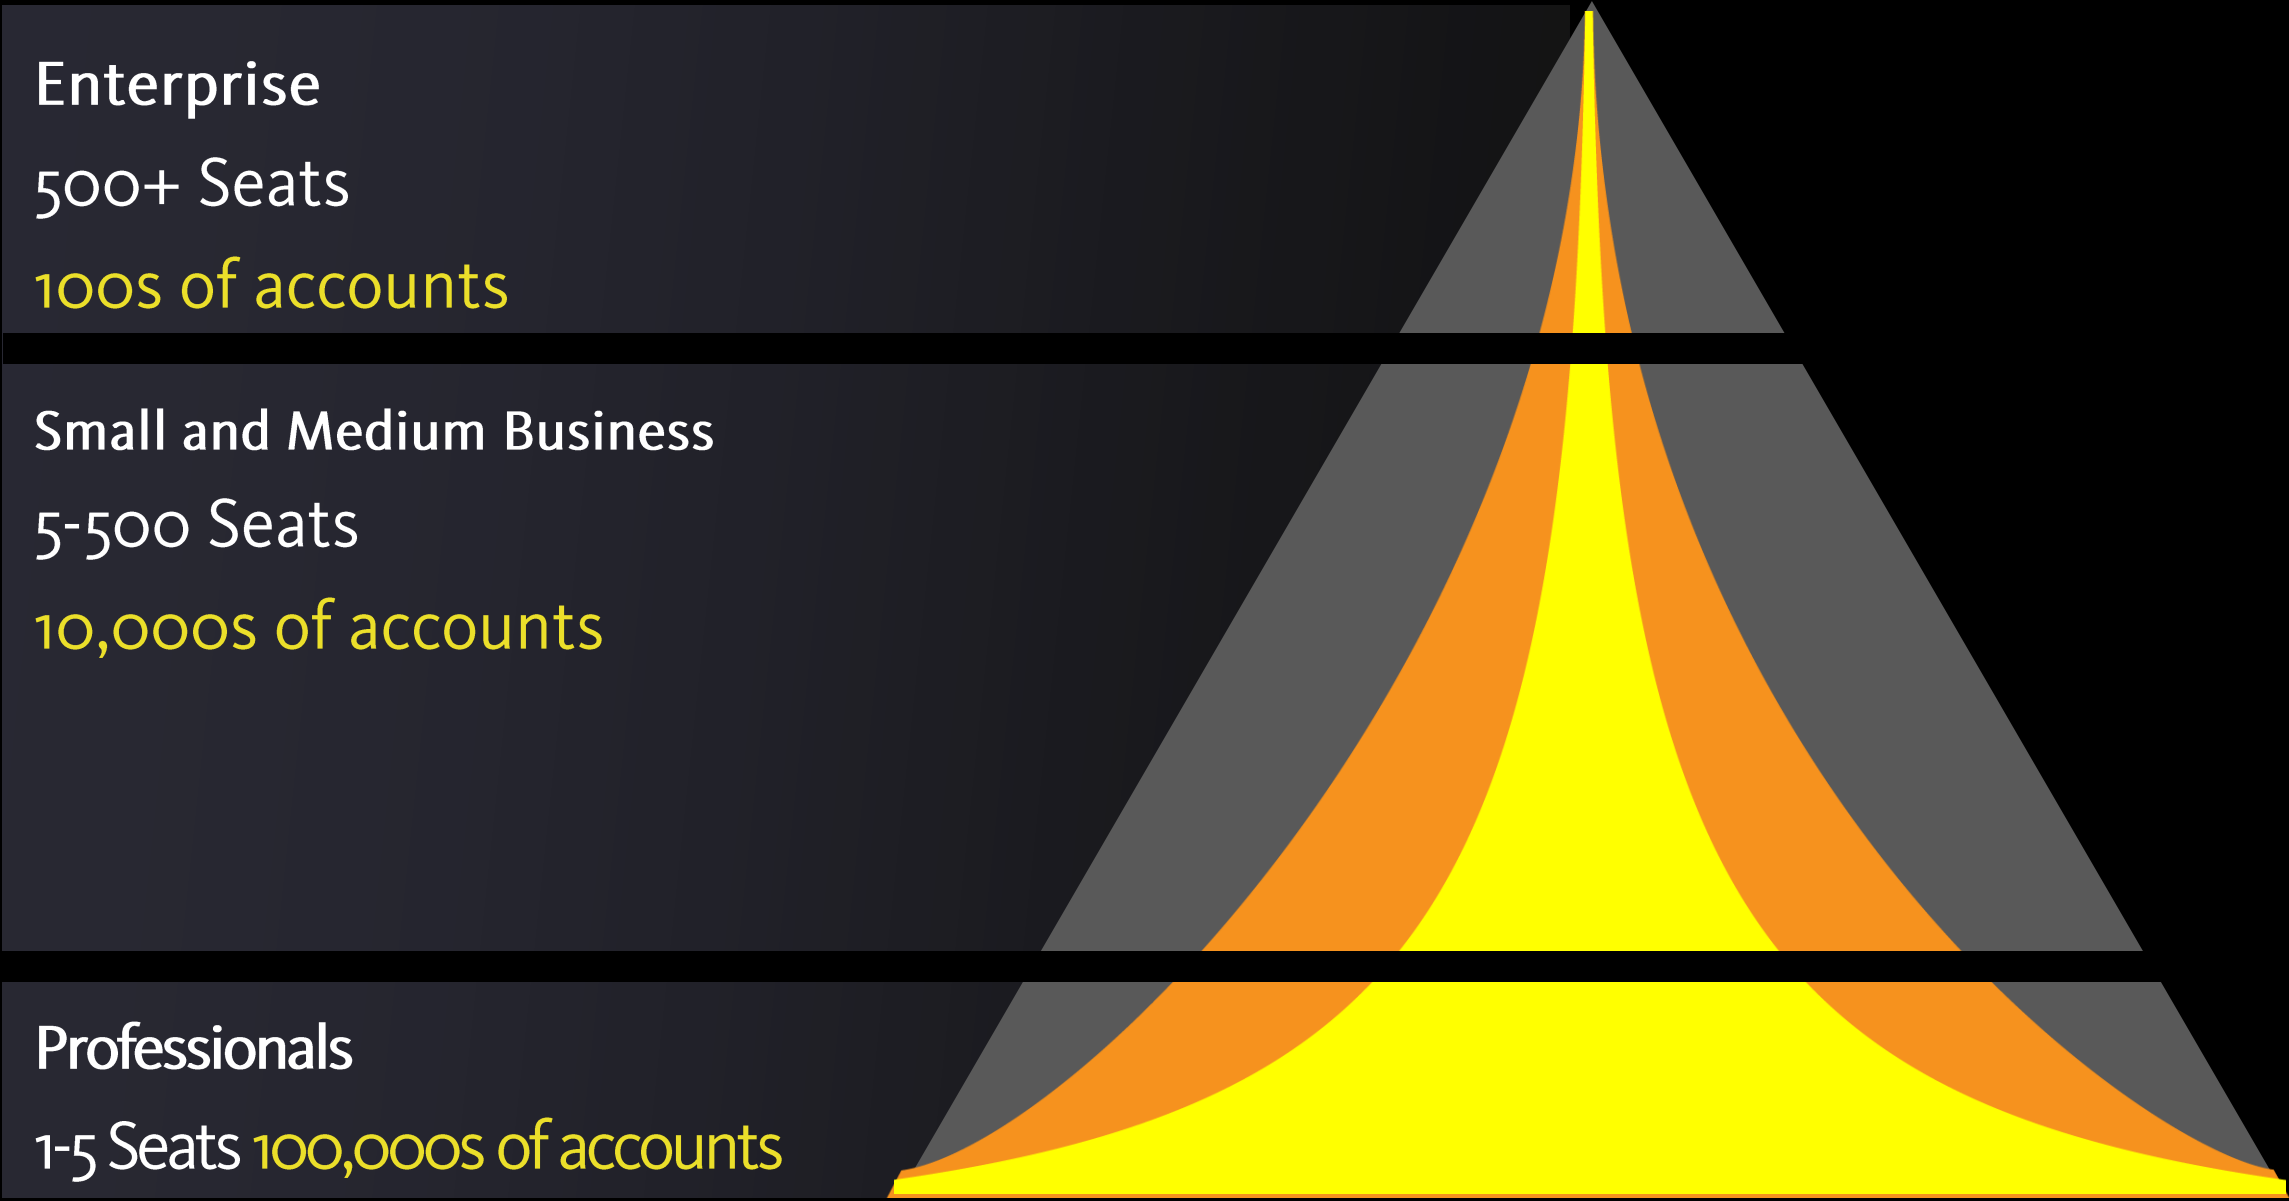 Enterprise
500+ Seats
100s of accounts
Small and Medium Business
5-500 Seats
10,000s of accounts
Professionals
1-5 Seats 100,000s of accounts